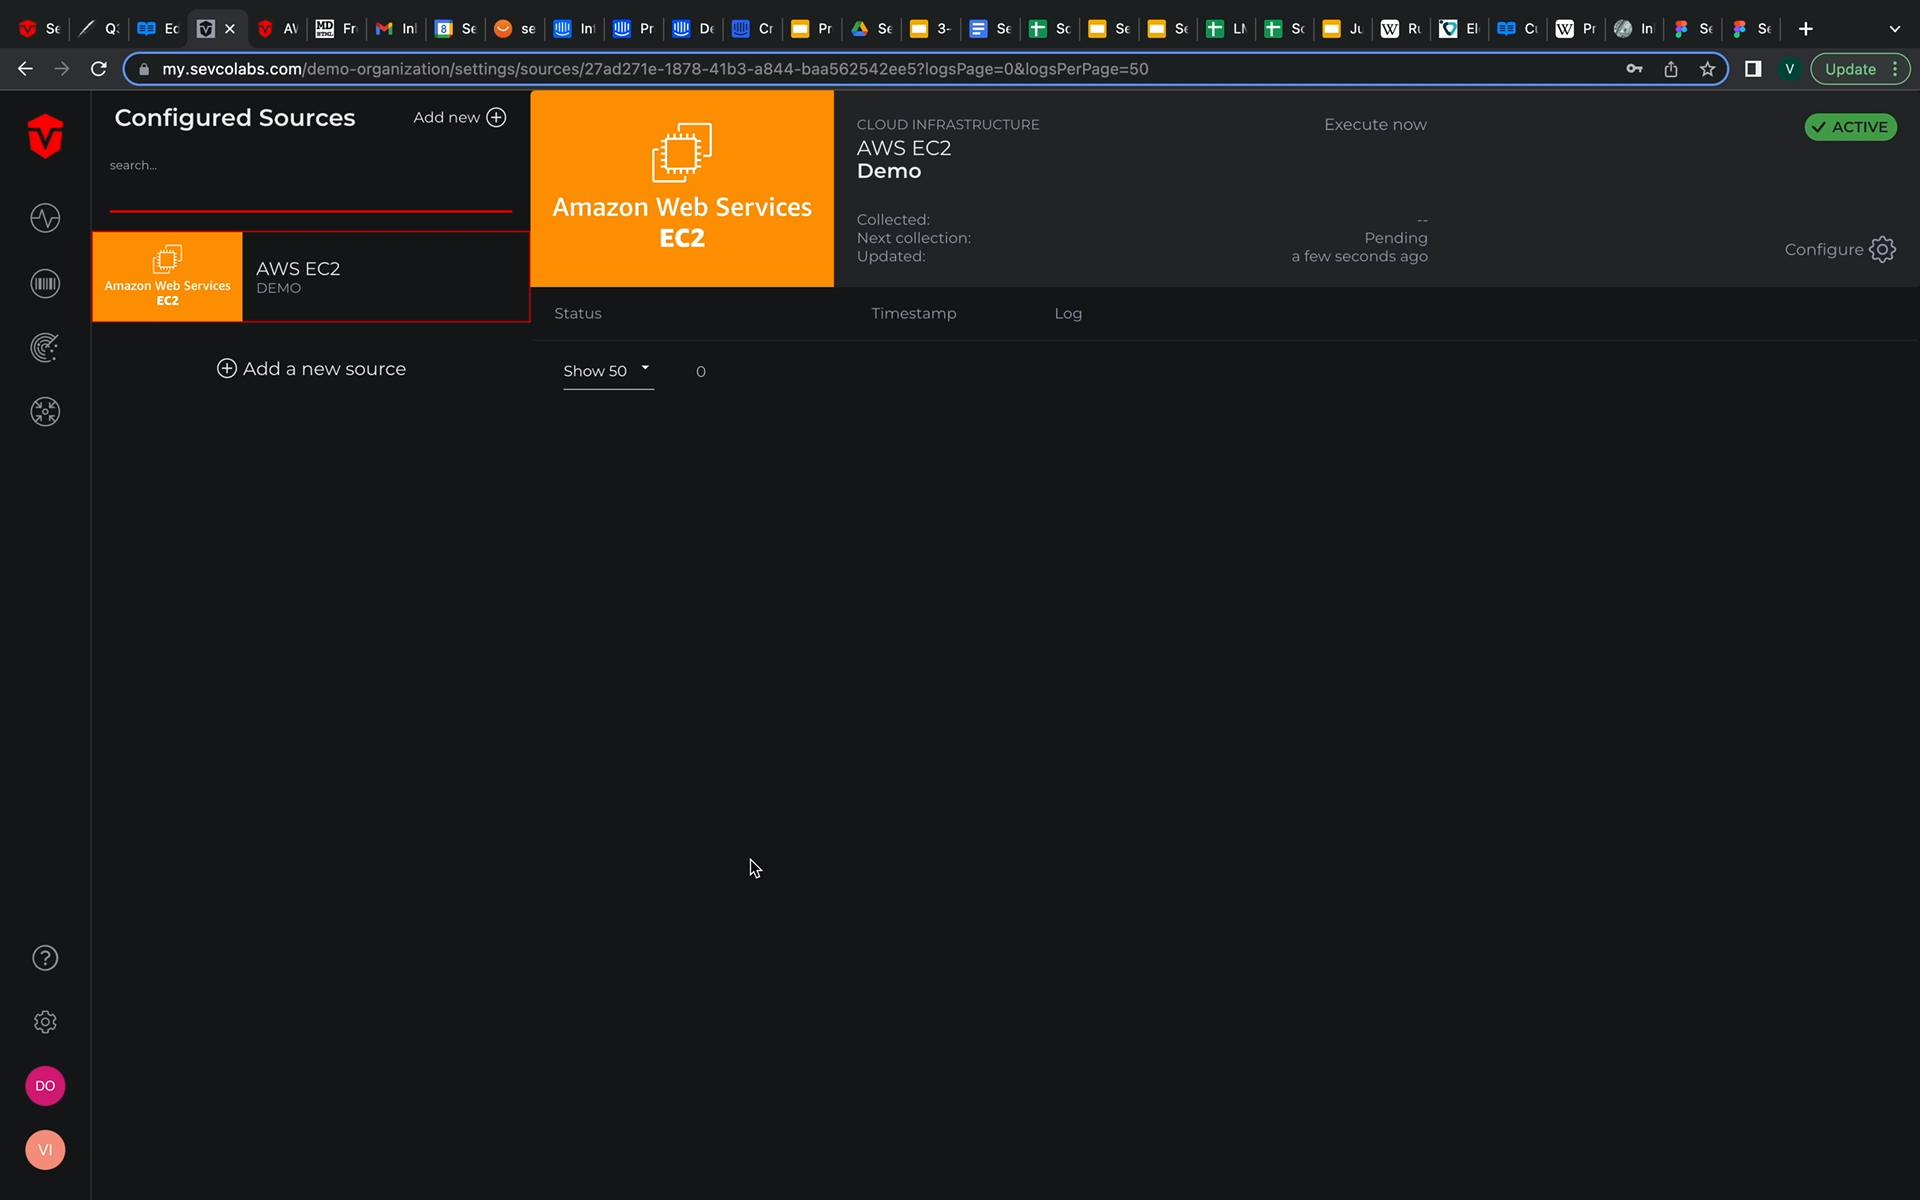 Se
Q:
Ec
AV
Fr
In
Se
se
In
Pr
De
Cr
Pr
Se
3-
Se
Sc
Se
Se
LM
Sc
Ju
Ru
El
Cu
Pr
In
Se
Se
my.sevcolabs.com/demo-organization/settings/sources/27ad271e-1878-41b3-a844-baa562542ee5?logsPage=0&logsPerPage=50
V
Update
Configured Sources
Add new
search...
Amazon Web Services
EC2
AWS EC2
DEMO
Add a new source
Amazon Web Services
EC2
CLOUD INFRASTRUCTURE
AWS EC2
Demo
Execute now
ACTIVE
Collected: --
Next collection: Pending
Updated: a few seconds ago
Configure
Status Timestamp Log
Show 50 0
DO
VI